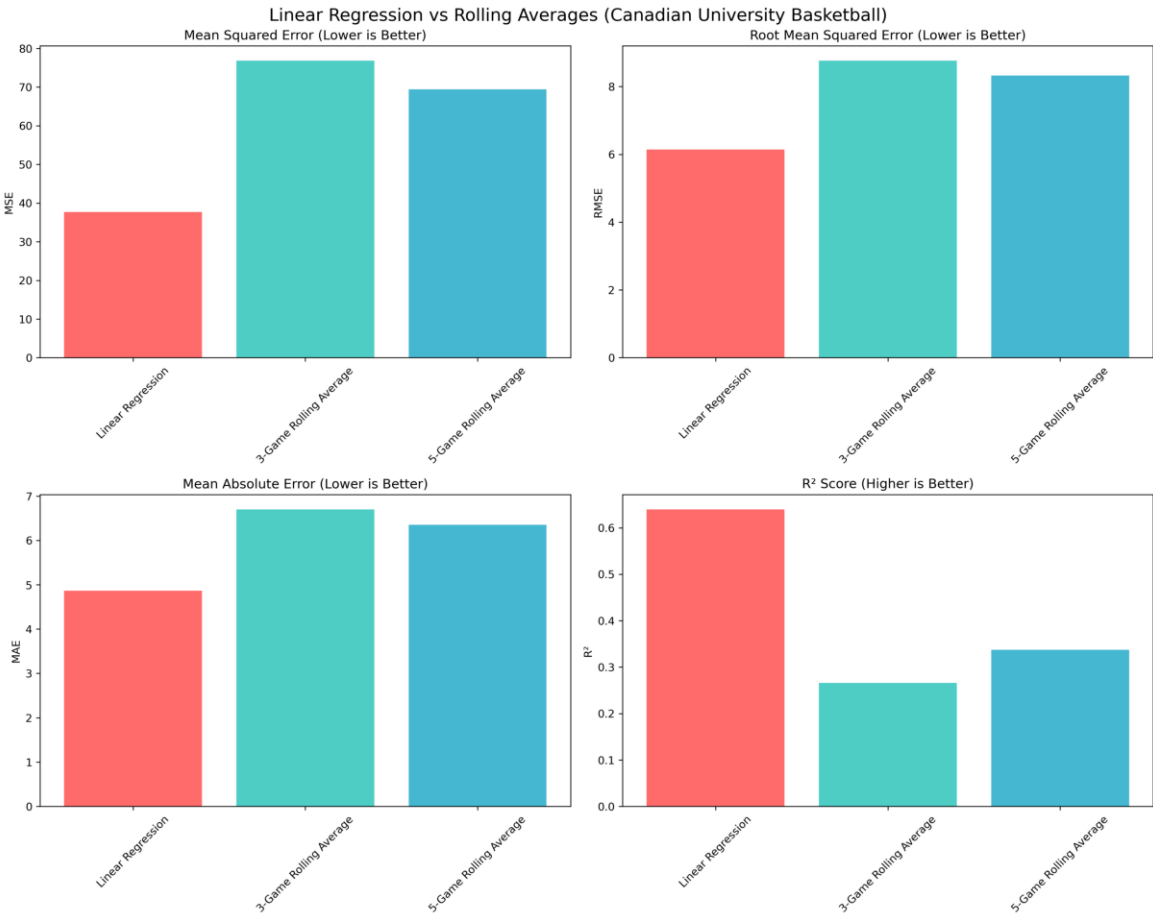 Linear Regression vs Rolling Averages (Canadian University Basketball)
Mean Squared Error (Lower is Better)
80
70
60
50
40
30
20
10
0
MSE
Linear Regression
3-Game Rolling Average
5-Game Rolling Average
Root Mean Squared Error (Lower is Better)
8
6
4
2
0
RMSE
Linear Regression
3-Game Rolling Average
5-Game Rolling Average
Mean Absolute Error (Lower is Better)
7
6
5
4
3
2
1
0
MAE
Linear Regression
3-Game Rolling Average
5-Game Rolling Average
R² Score (Higher is Better)
0.6
0.5
0.4
0.3
0.2
0.1
0.0
R²
Linear Regression
3-Game Rolling Average
5-Game Rolling Average